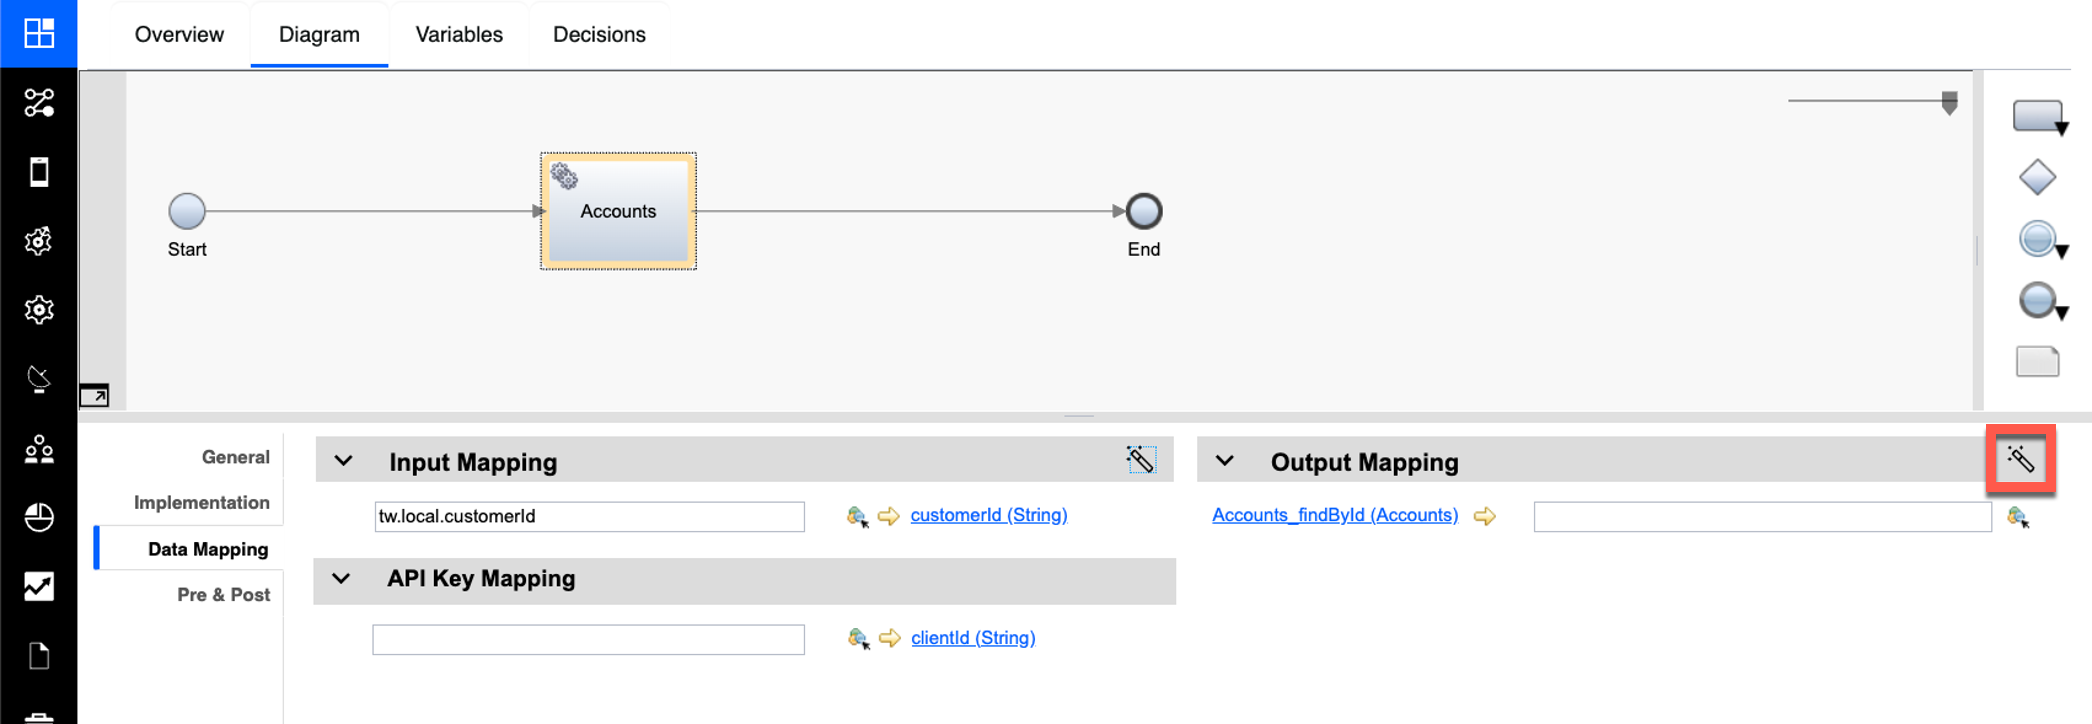 Overview
Diagram
Variables
Decisions
Accounts
Start
End
General
Implementation
Data Mapping
Pre & Post
Input Mapping
tw.local.customerId
customerId (String)
API Key Mapping
clientId (String)
Output Mapping
Accounts_findById (Accounts)